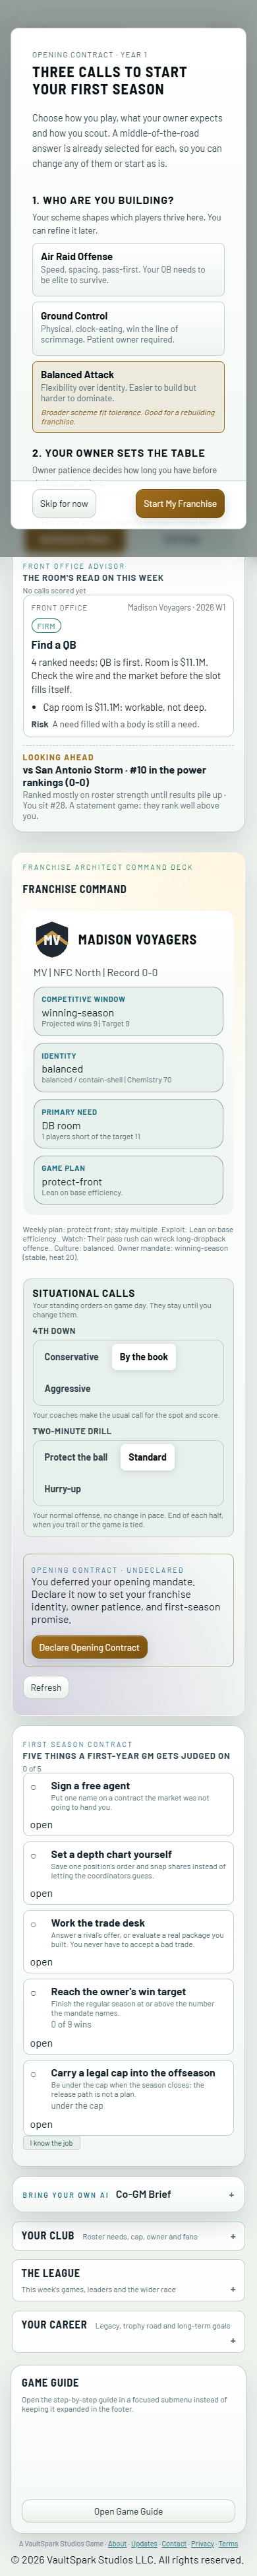 OPENING CONTRACT · YEAR 1
THREE CALLS TO START
YOUR FIRST SEASON
Choose how you play, what your owner expects
and how you scout. A middle-of-the-road
answer is already selected for each, so you can
change any of them or start as is.
1. WHO ARE YOU BUILDING?
Your scheme shapes which players thrive here. You
can refine it later.
Air Raid Offense
Speed, spacing, pass-first. Your QB needs to
be elite to survive.
Ground Control
Physical, clock-eating, win the line of
scrimmage. Patient owner required.
Balanced Attack
Flexibility over identity. Easier to build but
harder to dominate.
Broader scheme fit tolerance. Good for a rebuilding
franchise.
2. YOUR OWNER SETS THE TABLE
Owner patience decides how long you have before
Skip for now
Start My Franchise
FRONT OFFICE ADVISOR
THE ROOM'S READ ON THIS WEEK
No calls scored yet
FRONT OFFICE
Madison Voyagers · 2026 W1
FIRM
Find a QB
4 ranked needs; QB is first. Room is $11.1M.
Check the wire and the market before the slot
fills itself.
• Cap room is $11.1M: workable, not deep.
Risk A need filled with a body is still a need.
LOOKING AHEAD
vs San Antonio Storm · #10 in the power
rankings (0-0)
Ranked mostly on roster strength until results pile up ·
You sit #28. A statement game: they rank well above
you.
FRANCHISE ARCHITECT COMMAND DECK
FRANCHISE COMMAND
MV
MADISON VOYAGERS
MV | NFC North | Record 0-0
COMPETITIVE WINDOW
winning-season
Projected wins 9 | Target 9
IDENTITY
balanced
balanced / contain-shell | Chemistry 70
PRIMARY NEED
DB room
1 players short of the target 11
GAME PLAN
protect-front
Lean on base efficiency.
Weekly plan: protect front; stay multiple. Exploit: Lean on base
efficiency.. Watch: Their pass rush can wreck long-dropback
offense.. Culture: balanced. Owner mandate: winning-season
(stable, heat 20).
SITUATIONAL CALLS
Your standing orders on game day. They stay until you
change them.
4TH DOWN
Conservative
By the book
Aggressive
Your coaches make the usual call for the spot and score.
TWO-MINUTE DRILL
Protect the ball
Standard
Hurry-up
Your normal offense, no change in pace. End of each half,
when you trail or the game is tied.
OPENING CONTRACT · UNDECLARED
You deferred your opening mandate.
Declare it now to set your franchise
identity, owner patience, and first-season
promise.
Declare Opening Contract
Refresh
FIRST SEASON CONTRACT
FIVE THINGS A FIRST-YEAR GM GETS JUDGED ON
0 of 5
○ Sign a free agent
Put one name on a contract the market was not
going to hand you.
open
○ Set a depth chart yourself
Save one position's order and snap shares instead of
letting the coordinators guess.
open
○ Work the trade desk
Answer a rival's offer, or evaluate a real package you
built. You never have to accept a bad trade.
open
○ Reach the owner's win target
Finish the regular season at or above the number
the mandate names.
0 of 9 wins
open
○ Carry a legal cap into the offseason
Be under the cap when the season closes; the
release path is not a plan.
under the cap
open
I know the job
BRING YOUR OWN AI Co-GM Brief +
YOUR CLUB Roster needs, cap, owner and fans +
THE LEAGUE
This week's games, leaders and the wider race +
YOUR CAREER Legacy, trophy road and long-term goals
+
GAME GUIDE
Open the step-by-step guide in a focused submenu instead of
keeping it expanded in the footer.
Open Game Guide
A VaultSpark Studios Game · About · Updates · Contact · Privacy · Terms
© 2026 VaultSpark Studios LLC. All rights reserved.